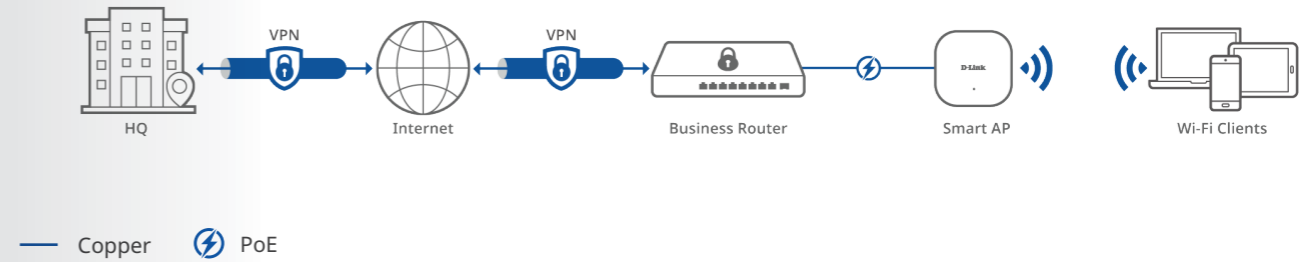 VPN
VPN
D-Link
HQ
Internet
Business Router
Smart AP
Wi-Fi Clients
Copper
PoE